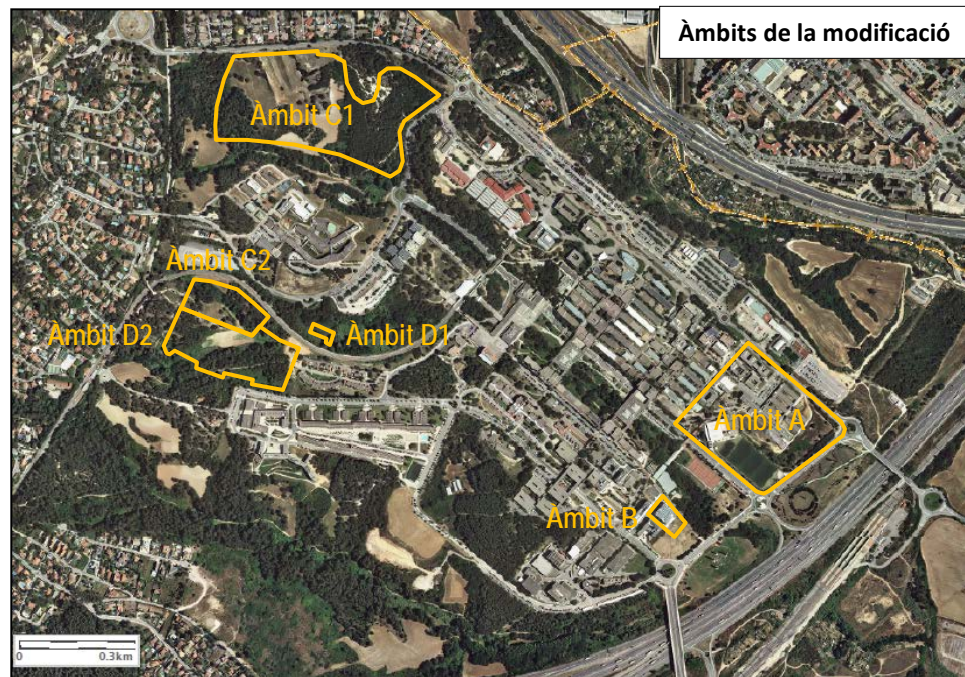 Àmbits de la modificació
Àmbit C1
Àmbit C2
Àmbit D2
Àmbit D1
Àmbit A
Àmbit B
0
0.3km